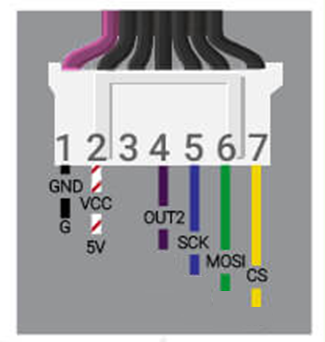 1 2 3 4 5 6 7
GND
VCC
G
OUT2
5V
SCK
MOSI
CS